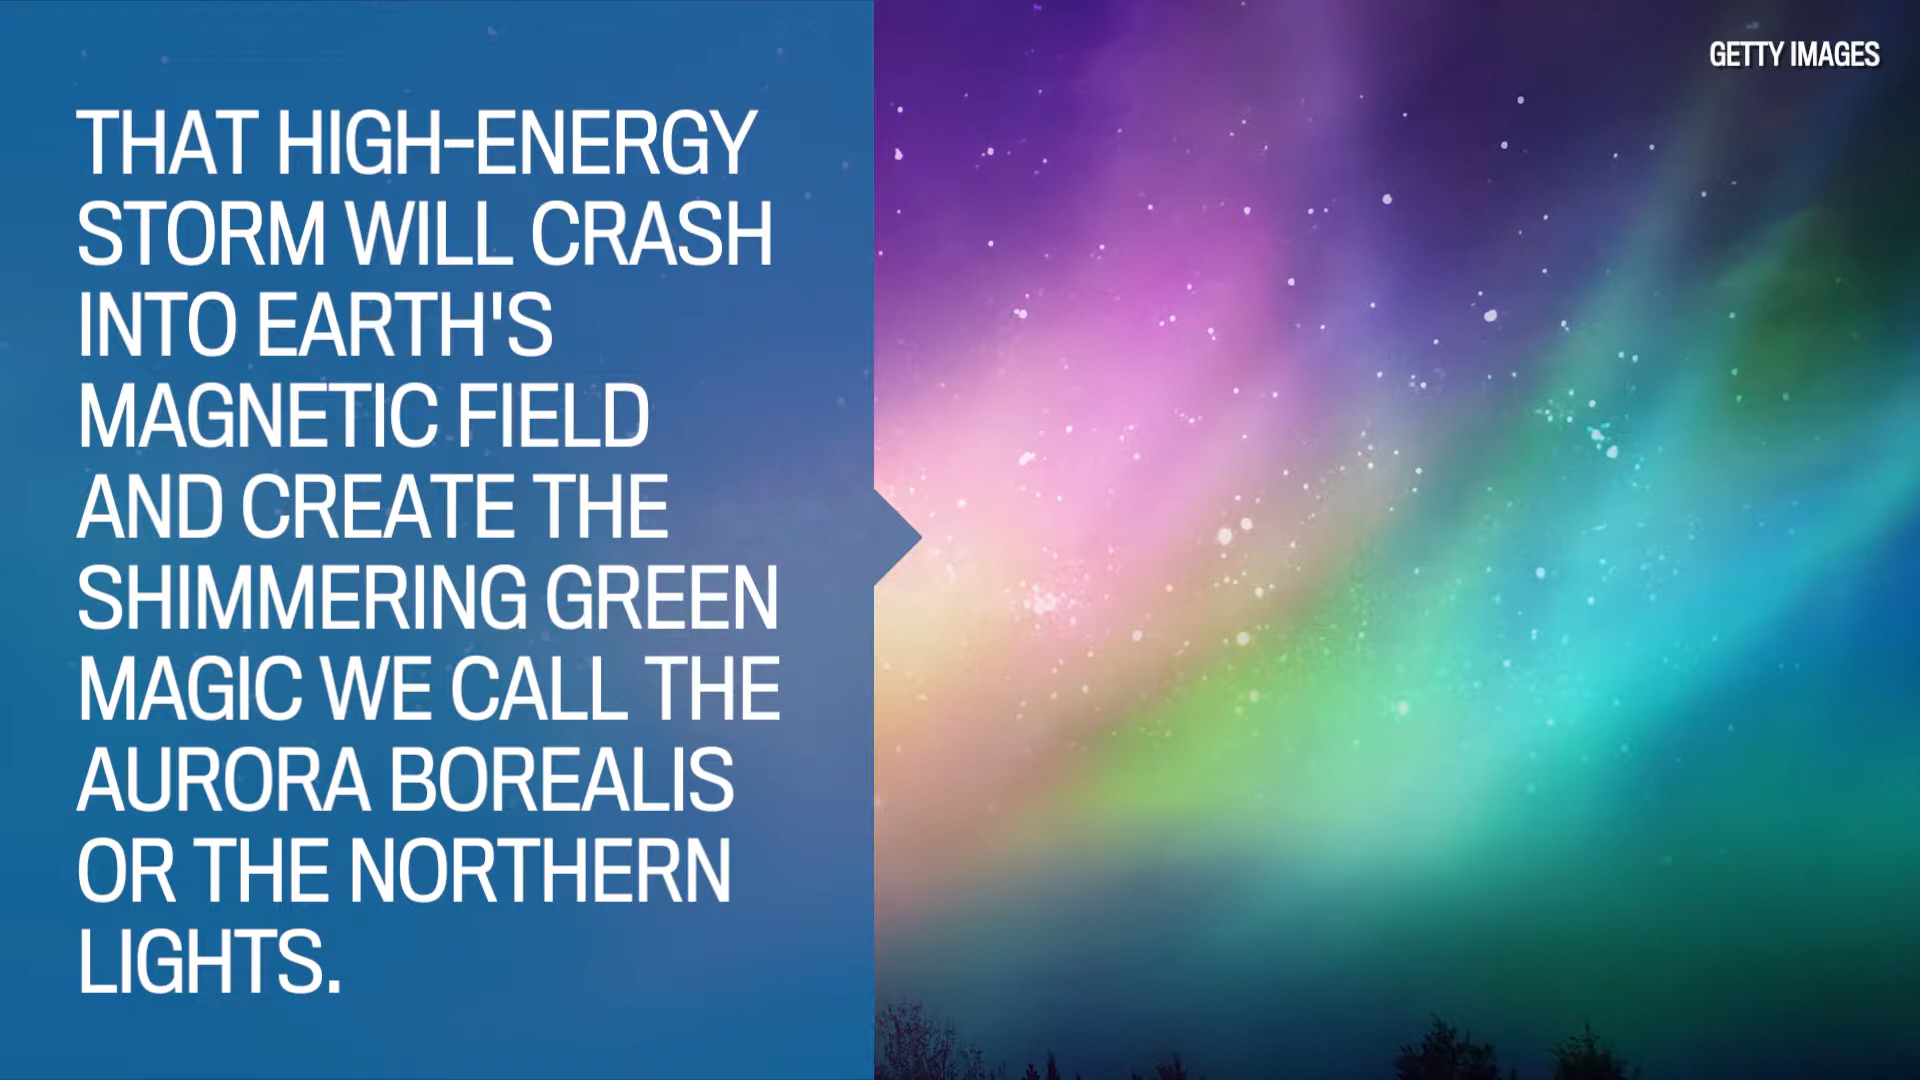 THAT HIGH-ENERGY
STORM WILL CRASH
INTO EARTH'S
MAGNETIC FIELD
AND CREATE THE
SHIMMERING GREEN
MAGIC WE CALL THE
AURORA BOREALIS
OR THE NORTHERN
LIGHTS.
GETTY IMAGES